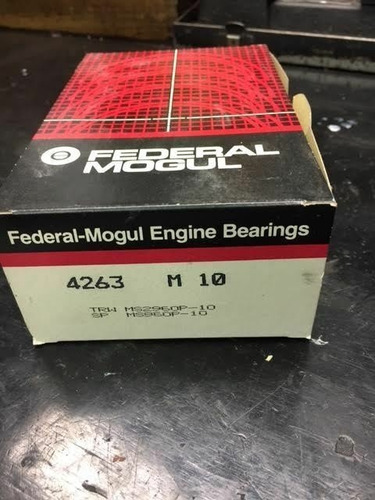 FEDERAL
MOGUL
Federal-Mogul Engine Bearings
4263 M 10
TRW MS2960P-10
SP MS960P-10